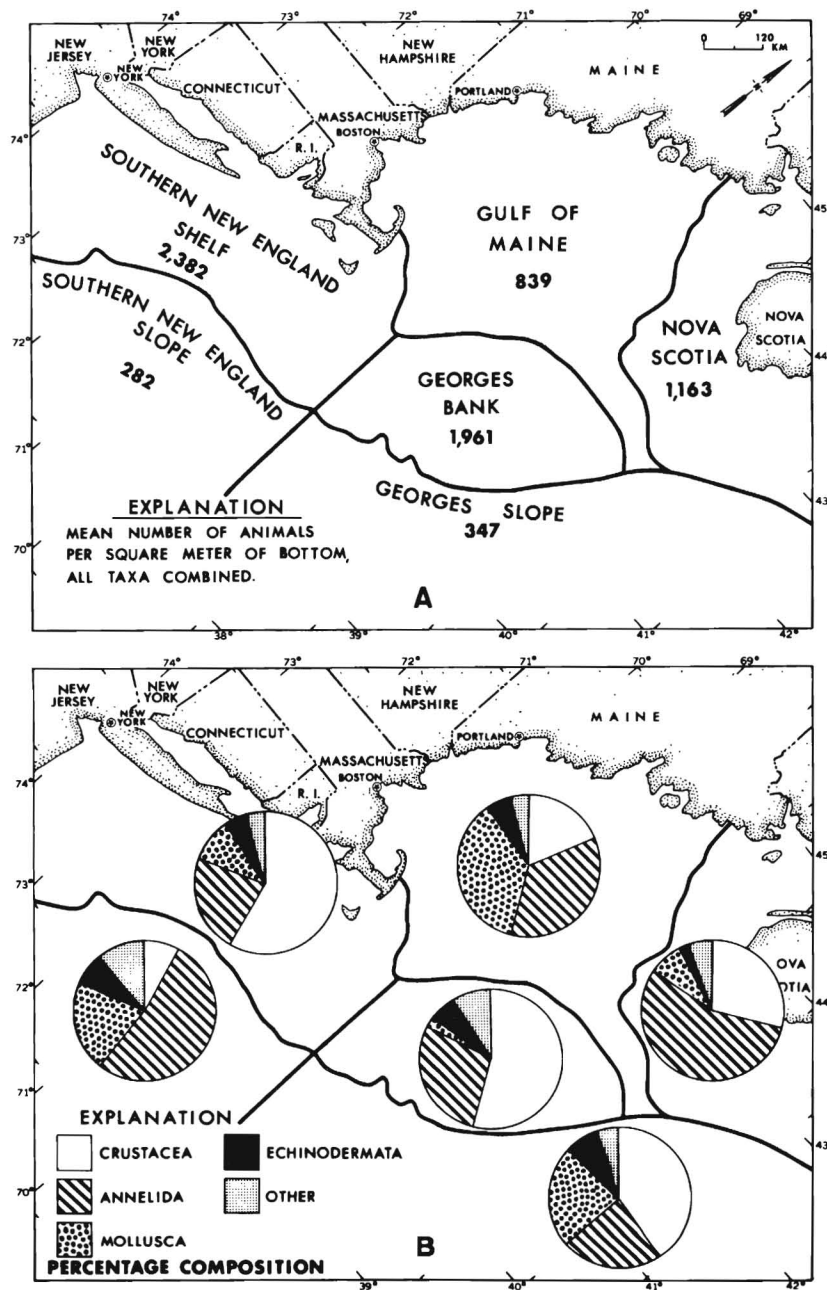 74° 73° 72° 71° 70° 69°
NEW JERSEY
NEW YORK
NEW YORK
CONNECTICUT
NEW HAMPSHIRE
MASSACHUSETTS
BOSTON
R. I.
PORTLAND
MAINE
0 120
KM
74°
73°
72°
71°
70°
45
44
43
SOUTHERN NEW ENGLAND
SHELF
2,382
SOUTHERN NEW ENGLAND
SLOPE
282
GULF OF
MAINE
839
NOVA
SCOTIA
1,163
NOVA
SCOTIA
GEORGES
BANK
1,961
GEORGES SLOPE
347
EXPLANATION
MEAN NUMBER OF ANIMALS
PER SQUARE METER OF BOTTOM,
ALL TAXA COMBINED.
A
38° 39° 40° 41° 42°
74° 73° 72° 71° 70° 69°
NEW JERSEY
NEW YORK
NEW YORK
CONNECTICUT
NEW HAMPSHIRE
MASSACHUSETTS
BOSTON
R. I.
PORTLAND
MAINE
74°
73°
72°
71°
70°
45
44
43
OVA
OTIA
EXPLANATION
CRUSTACEA
ECHINODERMATA
ANNELIDA
OTHER
MOLLUSCA
PERCENTAGE COMPOSITION
B
39° 40° 41° 42°